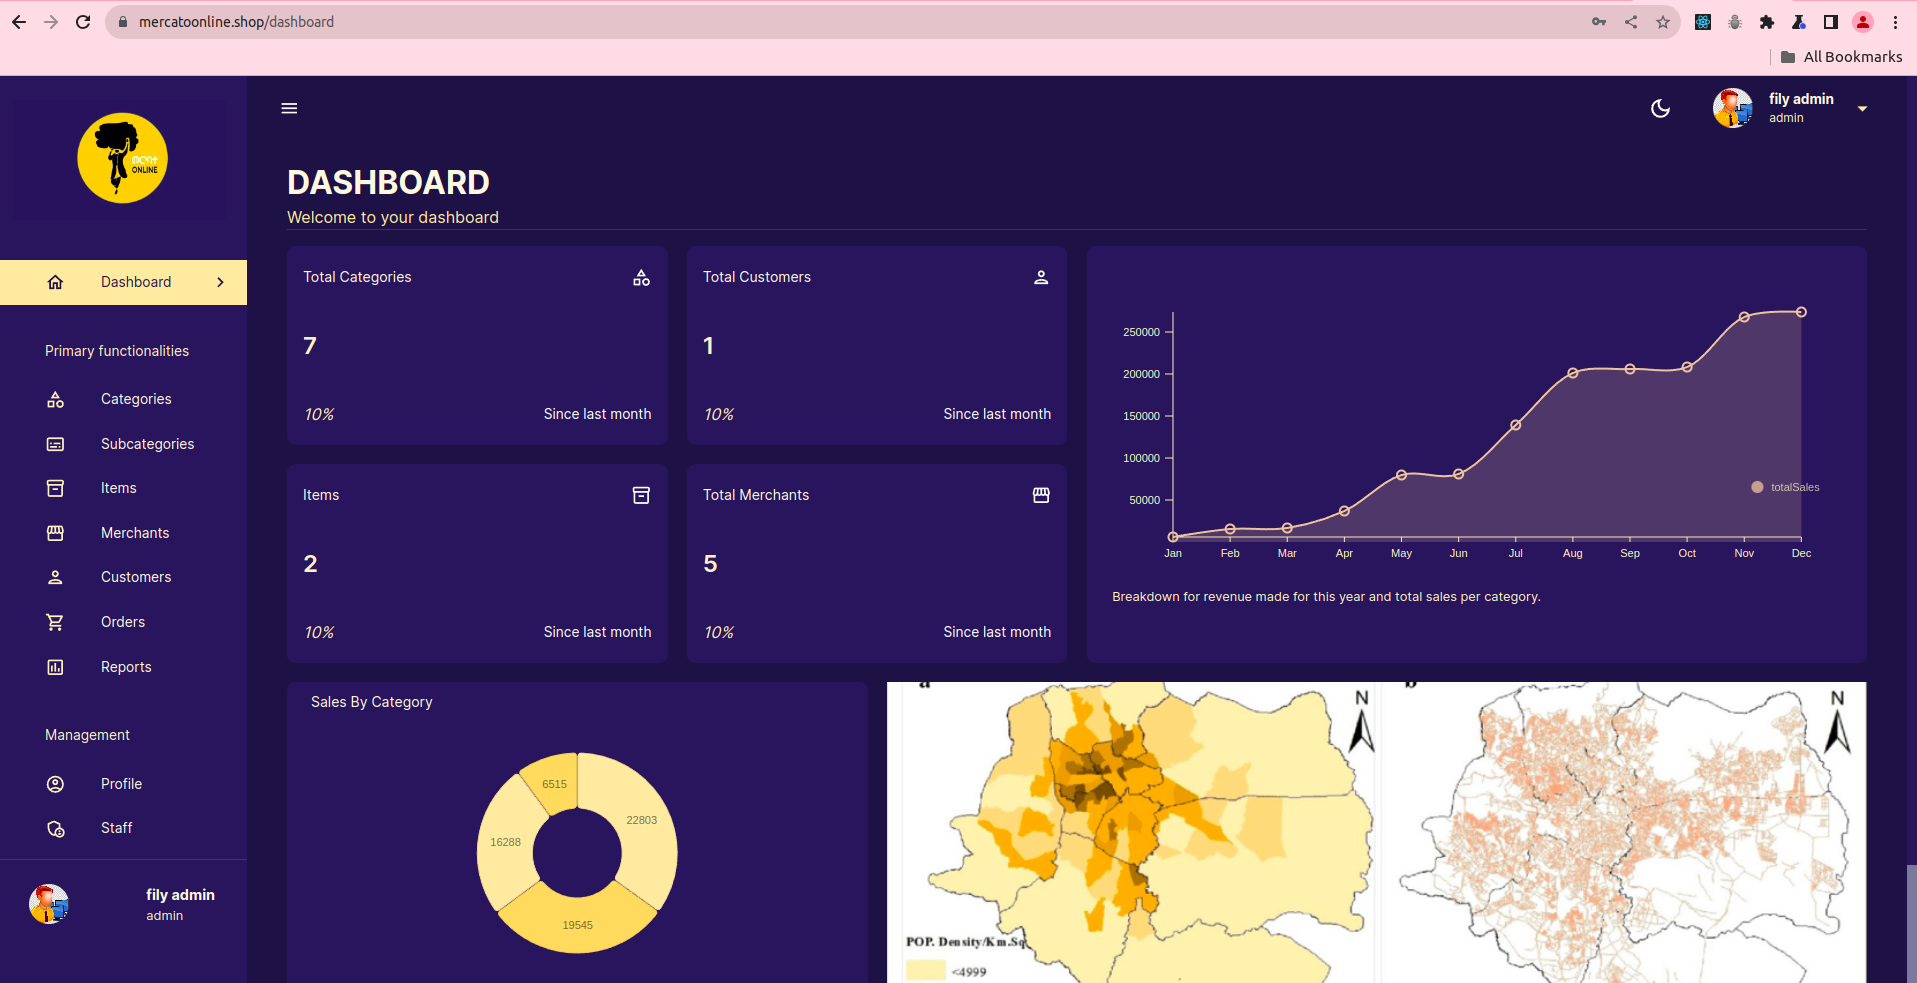 mercatoonline.shop/dashboard
All Bookmarks
ONLINE
fily admin
admin
DASHBOARD
Welcome to your dashboard
Dashboard
Primary functionalities
Categories
Subcategories
Items
Merchants
Customers
Orders
Reports
Management
Profile
Staff
fily admin
admin
Total Categories
7
10%
Since last month
Total Customers
1
10%
Since last month
Items
2
10%
Since last month
Total Merchants
5
10%
Since last month
250000
200000
150000
100000
50000
Jan Feb Mar Apr May Jun Jul Aug Sep Oct Nov Dec
totalSales
Breakdown for revenue made for this year and total sales per category.
Sales By Category
6515
22803
16288
19545
a
N
b
N
POP. Density/Km.Sq
<4999